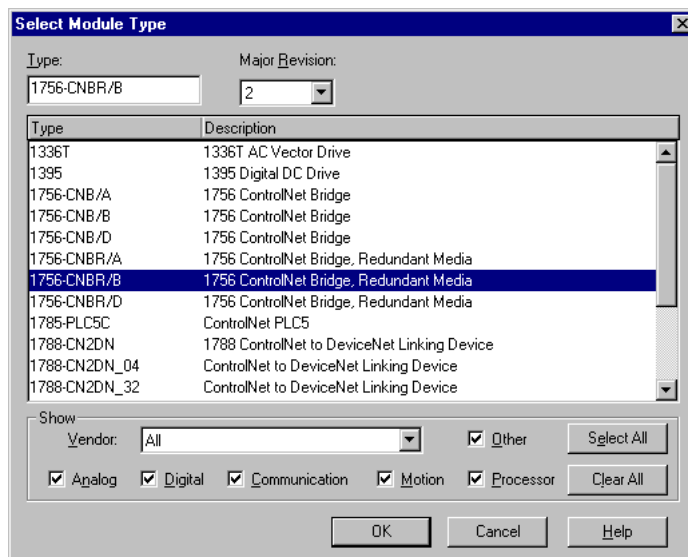 Select Module Type
Type: Major Revision:
1756-CNBR/B 2
Type Description
1336T 1336T AC Vector Drive
1395 1395 Digital DC Drive
1756-CNB/A 1756 ControlNet Bridge
1756-CNB/B 1756 ControlNet Bridge
1756-CNB/D 1756 ControlNet Bridge
1756-CNBR/A 1756 ControlNet Bridge, Redundant Media
1756-CNBR/B 1756 ControlNet Bridge, Redundant Media
1756-CNBR/D 1756 ControlNet Bridge, Redundant Media
1785-PLC5C ControlNet PLC5
1788-CN2DN 1788 ControlNet to DeviceNet Linking Device
1788-CN2DN_04 ControlNet to DeviceNet Linking Device
1788-CN2DN_32 ControlNet to DeviceNet Linking Device
Show
Vendor: All Other Select All
Analog Digital Communication Motion Processor Clear All
OK Cancel Help